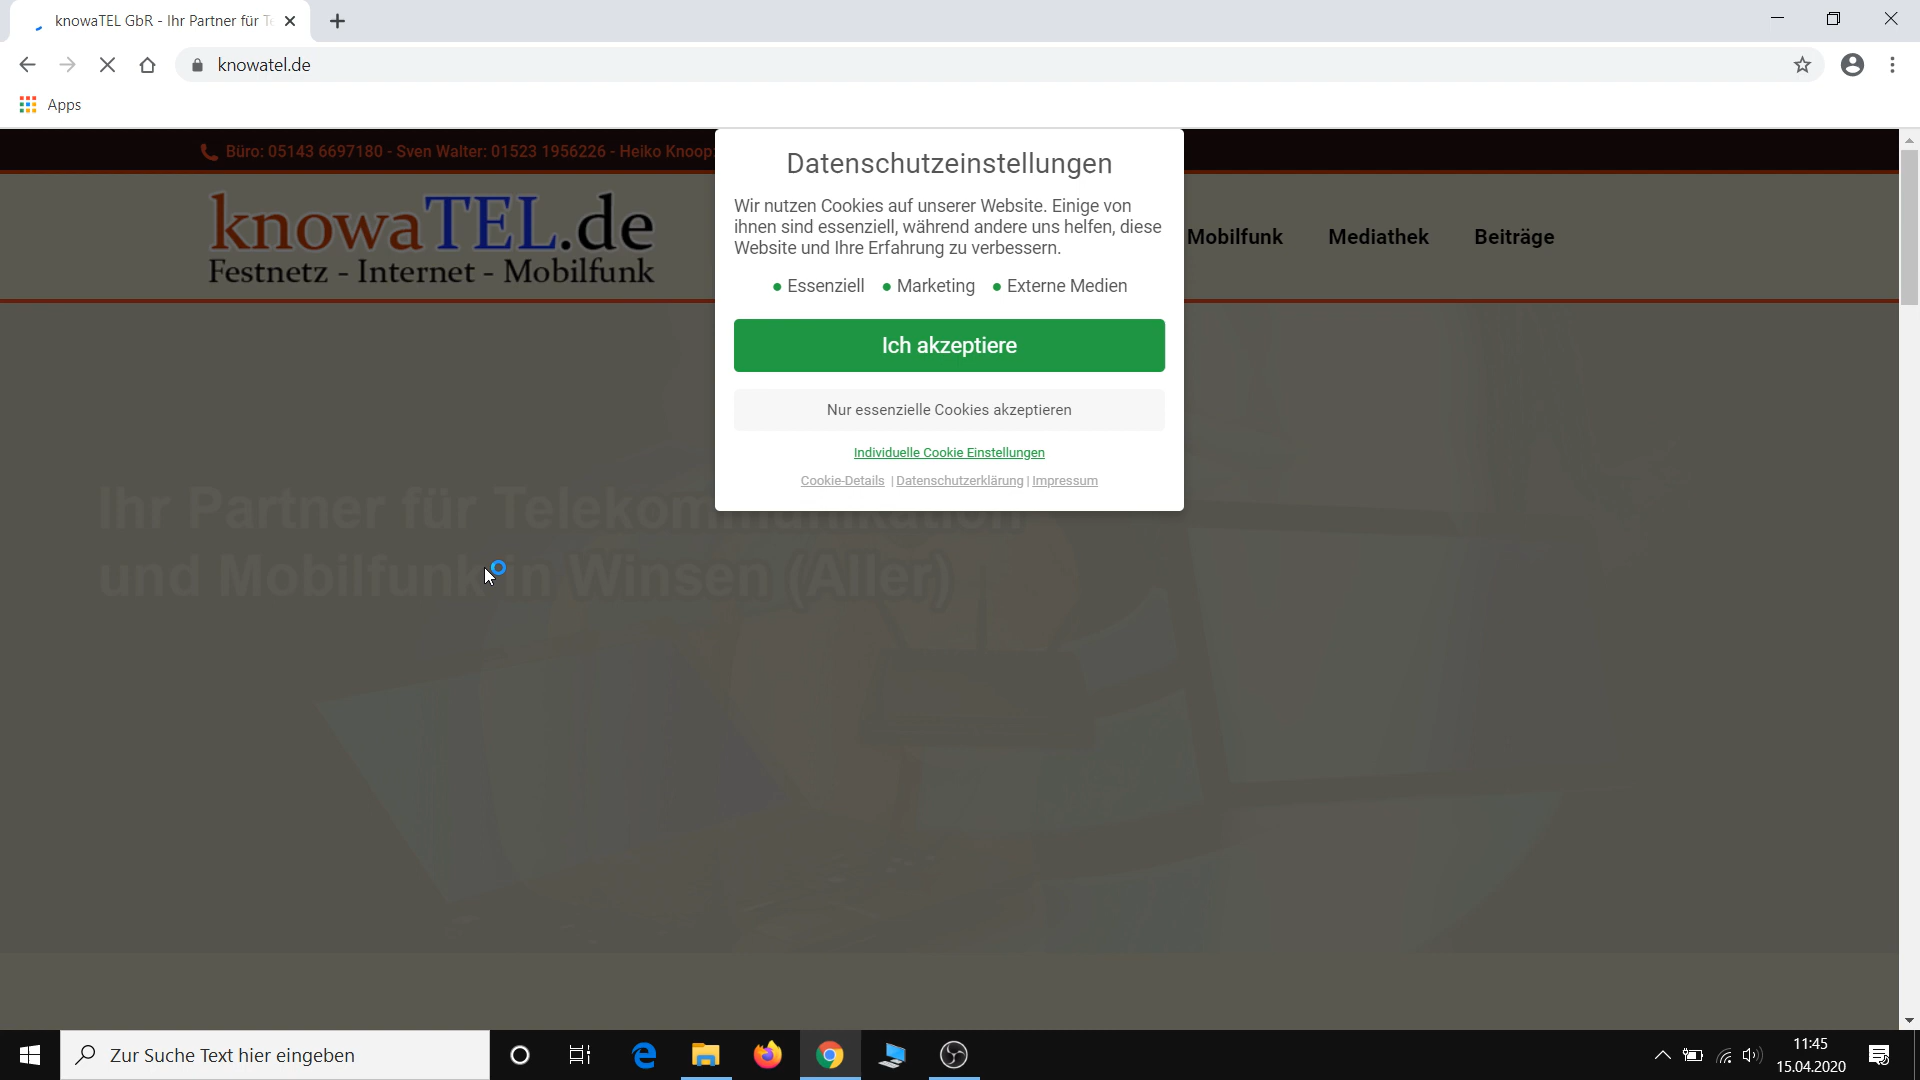 knowaTEL GbR - Ihr Partner für Te
knowatel.de
Apps
Büro: 05143 6697180 - Sven Walter: 01523 1956226 - Heiko Knoop:
knowaTEL.de
Festnetz - Internet - Mobilfunk
Mobilfunk Mediathek Beiträge
Datenschutzeinstellungen
Wir nutzen Cookies auf unserer Website. Einige von
ihnen sind essenziell, während andere uns helfen, diese
Website und Ihre Erfahrung zu verbessern.
Essenziell Marketing Externe Medien
Ich akzeptiere
Nur essenzielle Cookies akzeptieren
Individuelle Cookie Einstellungen
Cookie-Details | Datenschutzerklärung | Impressum
Ihr Partner für Telekommunikation
und Mobilfunk in Winsen (Aller)
Zur Suche Text hier eingeben
11:45
15.04.2020